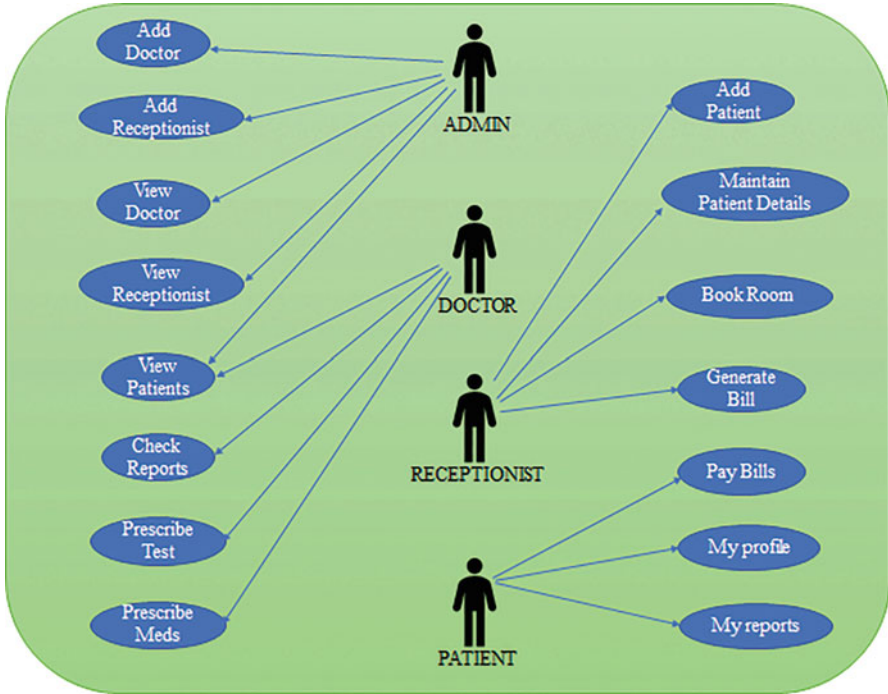 Add
Doctor
Add
Receptionist
View
Doctor
View
Receptionist
View
Patients
Check
Reports
Prescribe
Test
Prescribe
Meds
ADMIN
DOCTOR
RECEPTIONIST
PATIENT
Add
Patient
Maintain
Patient Details
Book Room
Generate
Bill
Pay Bills
My profile
My reports